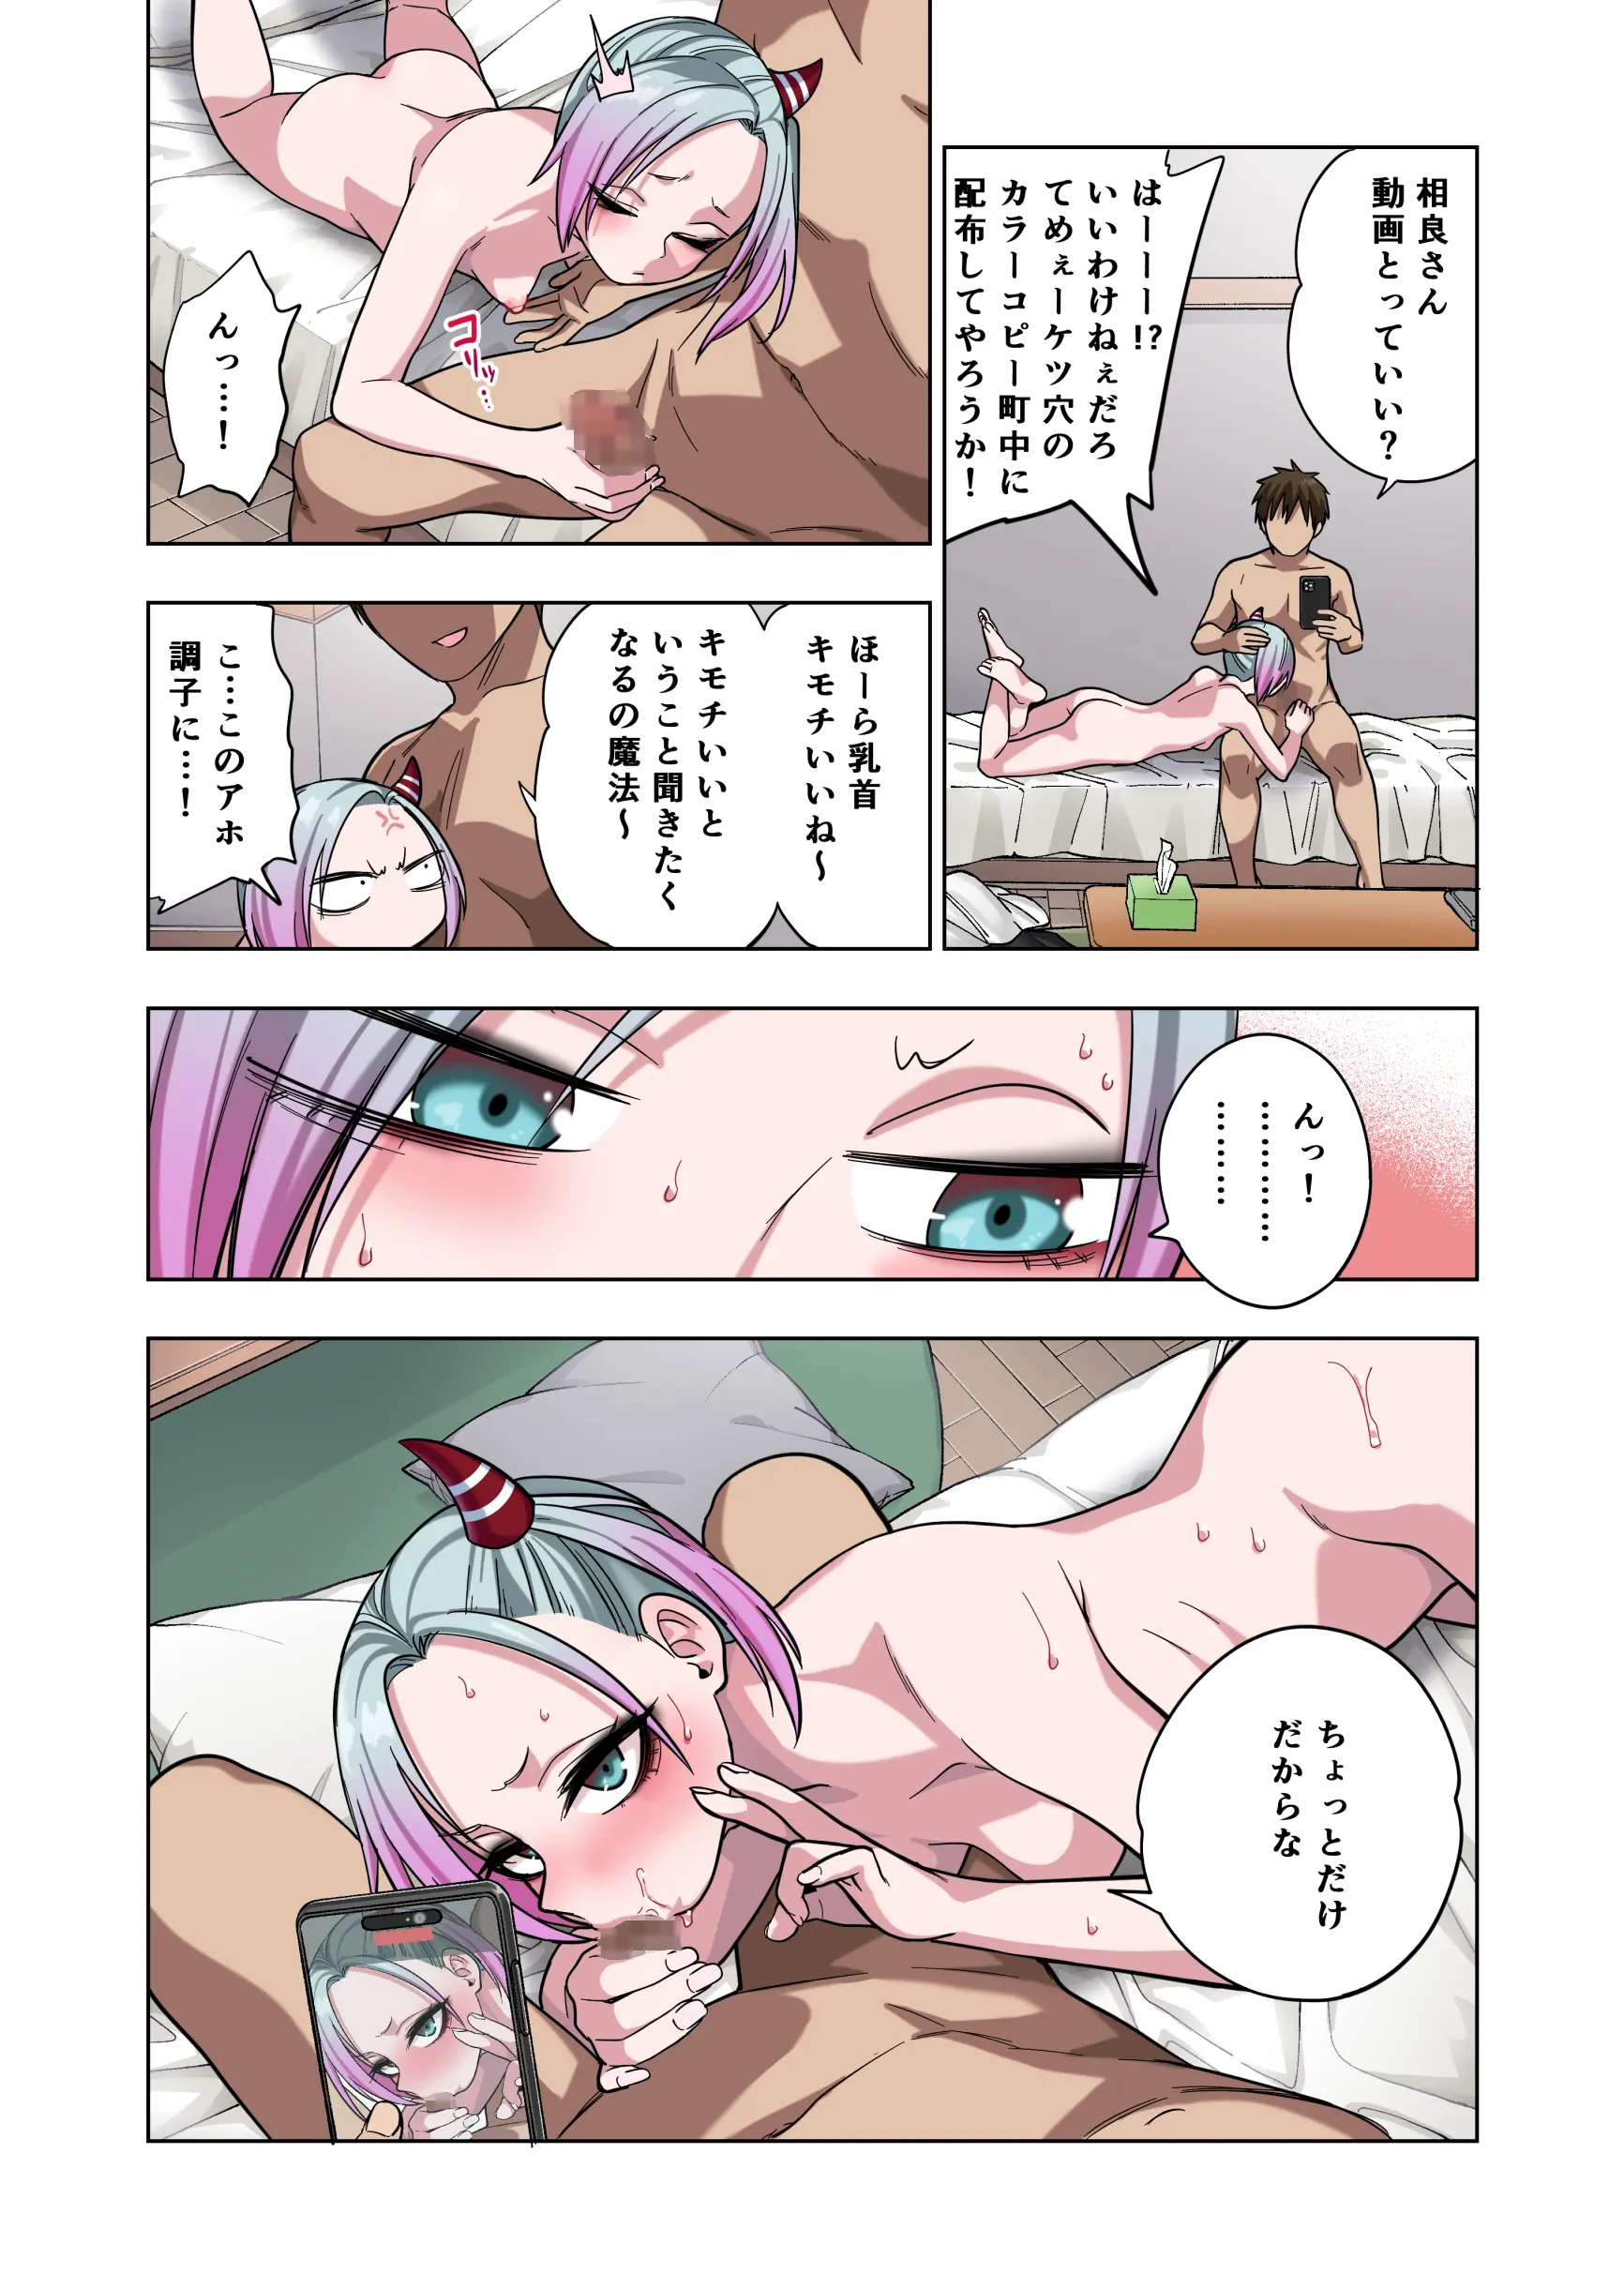 相良さん
動画とっていい？
はーーー!?
いいわけねぇだろ
てめぇーケツ穴の
カラーコピー町中に
配布してやろうか！
コリッ…
んっ…！
ほーら乳首
キモチいいね～
キモチいいと
いうこと聞きたく
なるの魔法～
こ…このアホ
調子に…！
んっ！
…………
………
ちょっとだけ
だからな